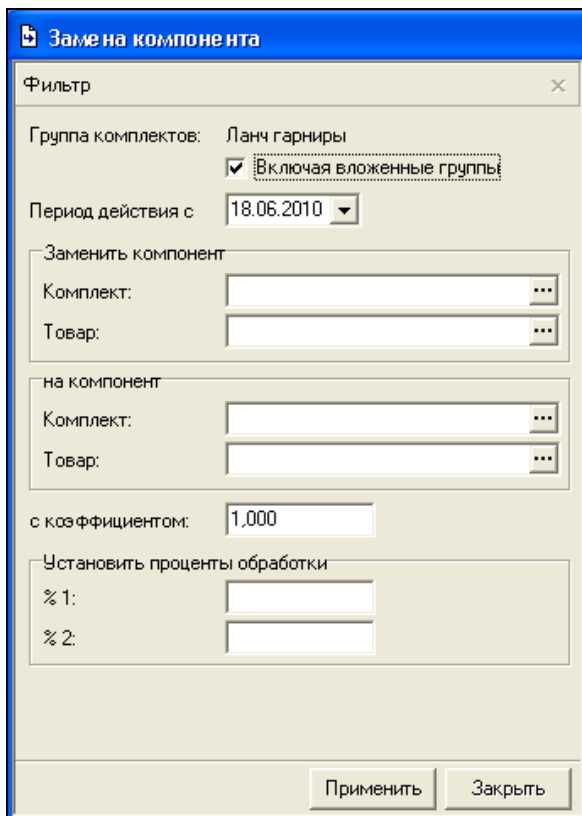 Замена компонента
Фильтр
Группа комплектов: Ланч гарниры
Включая вложенные группы
Период действия с 18.06.2010
Заменить компонент
Комплект: ...
Товар: ...
на компонент
Комплект: ...
Товар: ...
с коэффициентом: 1,000
Установить проценты обработки
% 1:
% 2:
Применить Закрыть